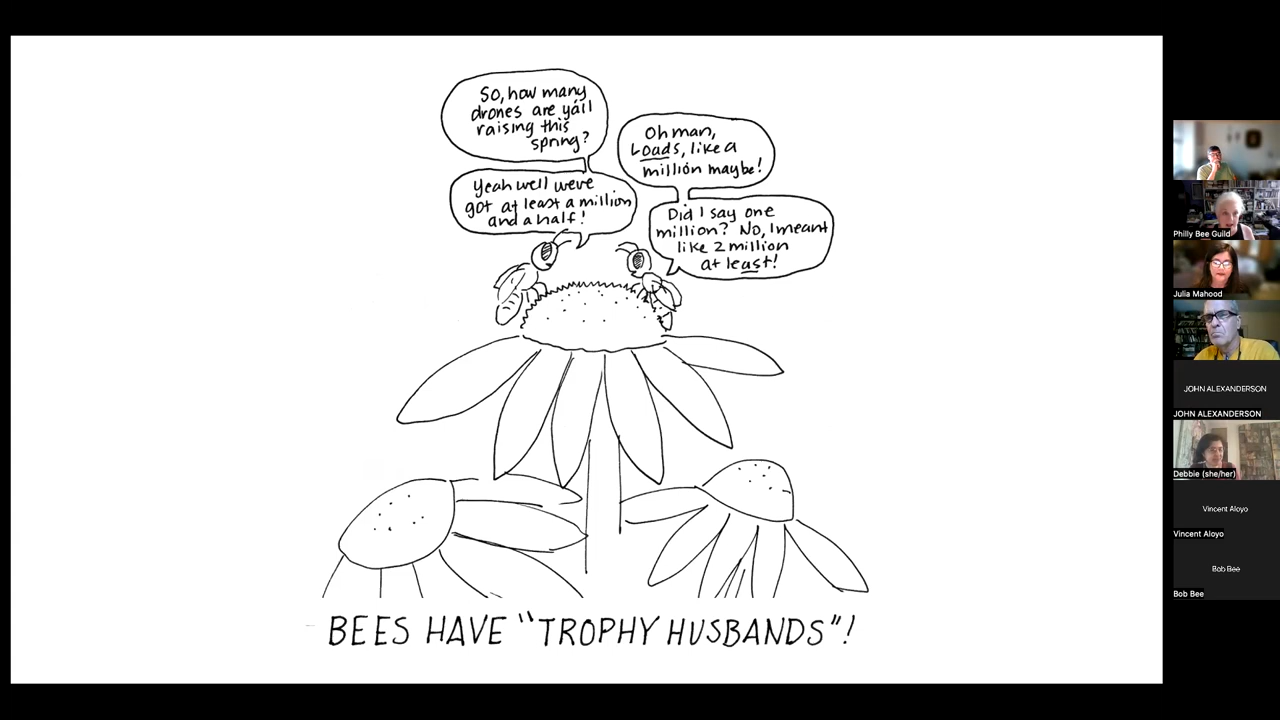 So, how many
drones are y'all
raising this
spring?
Oh man,
Loads, like a
million maybe!
Yeah well were
got at least a million
and a half!
Did I say one
million? No, I meant
like 2 million
at least!
BEES HAVE "TROPHY HUSBANDS"!
Philly Bee Guild
Julia Mahood
JOHN ALEXANDERSON
JOHN ALEXANDERSON
Debbie (she/her)
Vincent Aloyo
Vincent Aloyo
Bob Bee
Bob Bee